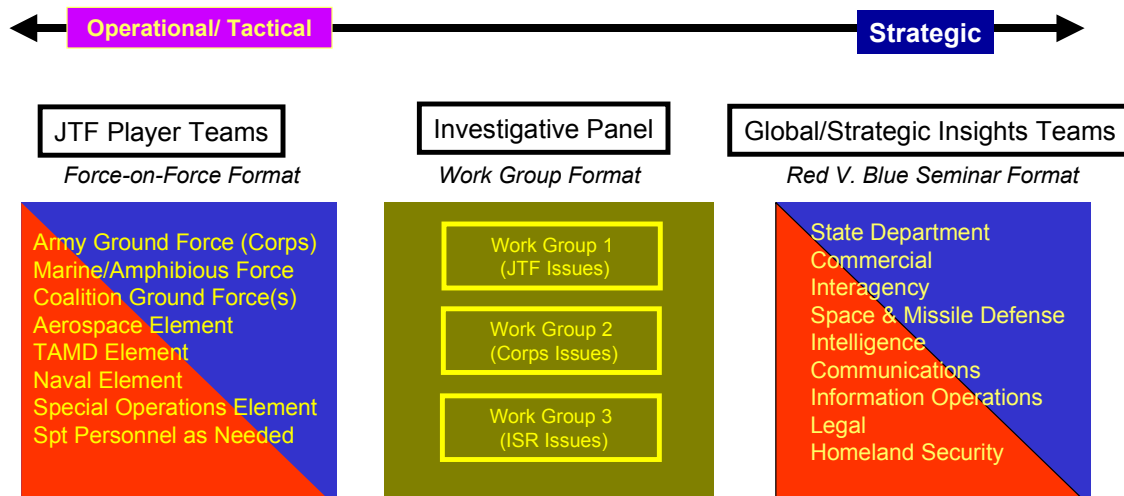 Operational/ Tactical
Strategic
JTF Player Teams
Force-on-Force Format
Army Ground Force (Corps)
Marine/Amphibious Force
Coalition Ground Force(s)
Aerospace Element
TAMD Element
Naval Element
Special Operations Element
Spt Personnel as Needed
Investigative Panel
Work Group Format
Work Group 1
(JTF Issues)
Work Group 2
(Corps Issues)
Work Group 3
(ISR Issues)
Global/Strategic Insights Teams
Red V. Blue Seminar Format
State Department
Commercial
Interagency
Space & Missile Defense
Intelligence
Communications
Information Operations
Legal
Homeland Security